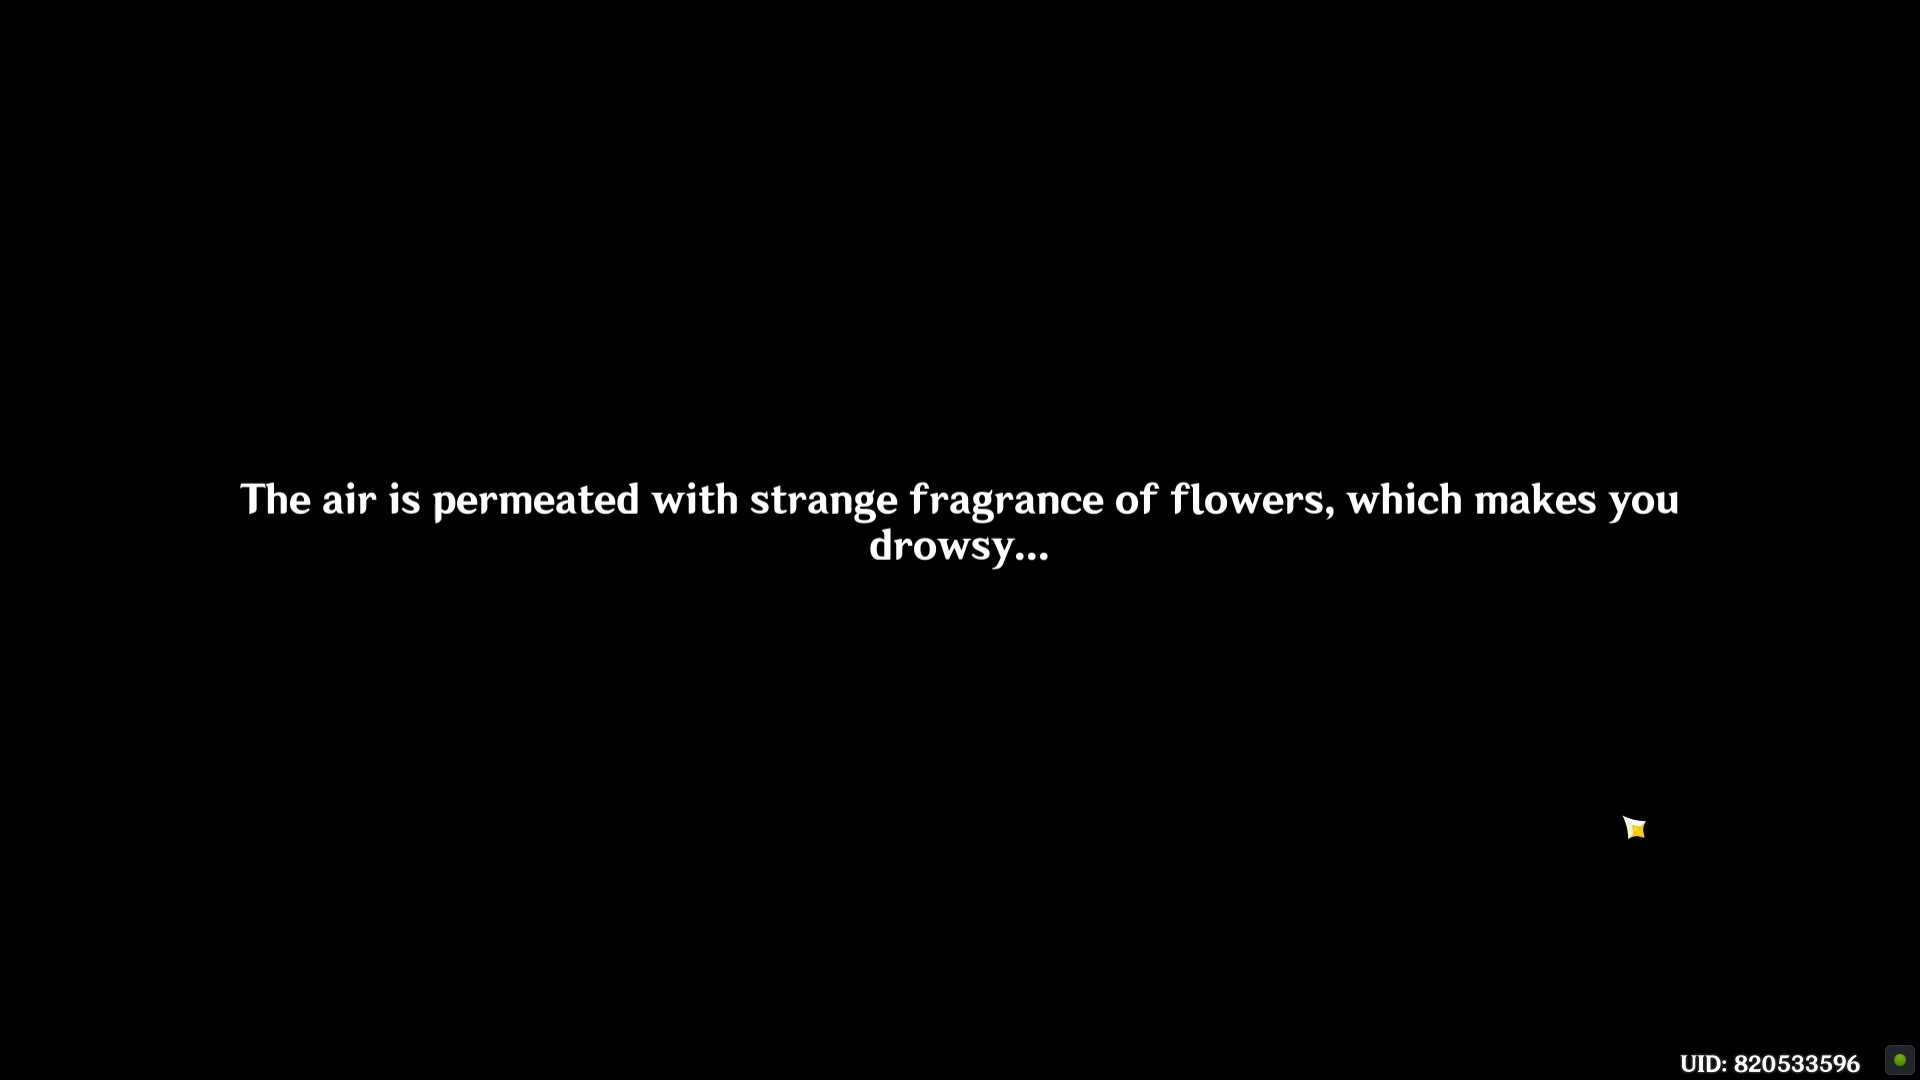 The air is permeated with strange fragrance of flowers, which makes you
drowsy...
UID: 820533596